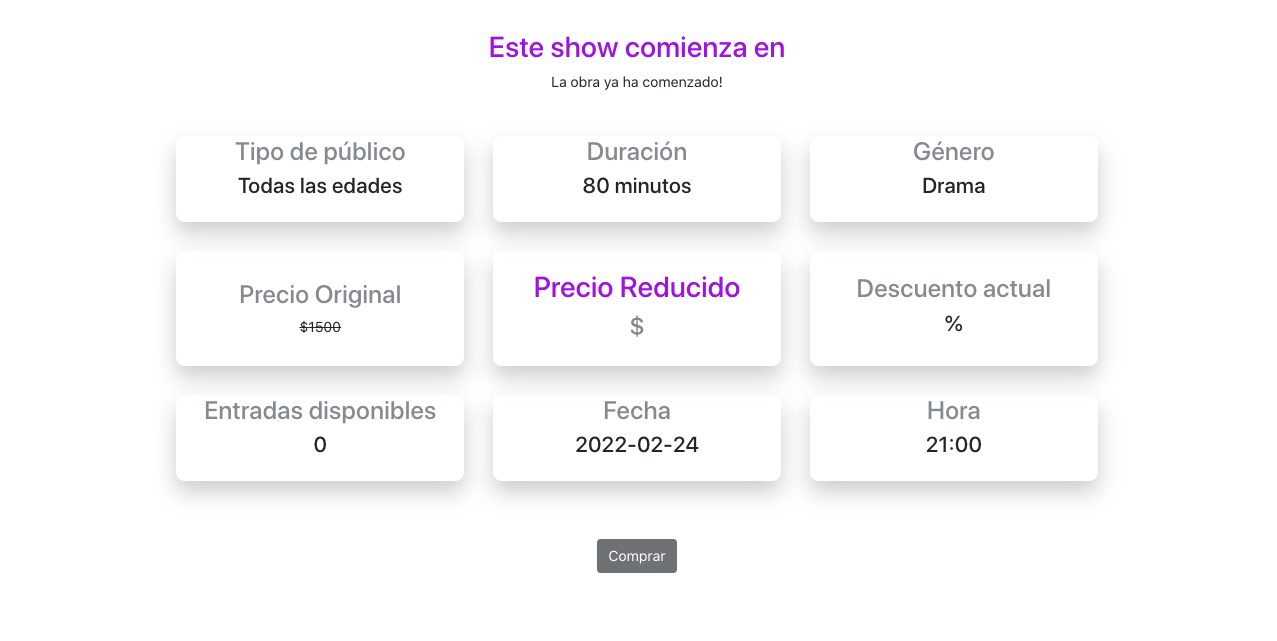 Este show comienza en
La obra ya ha comenzado!
Tipo de público
Todas las edades
Duración
80 minutos
Género
Drama
Precio Original
$1500
Precio Reducido
$
Descuento actual
%
Entradas disponibles
0
Fecha
2022-02-24
Hora
21:00
Comprar